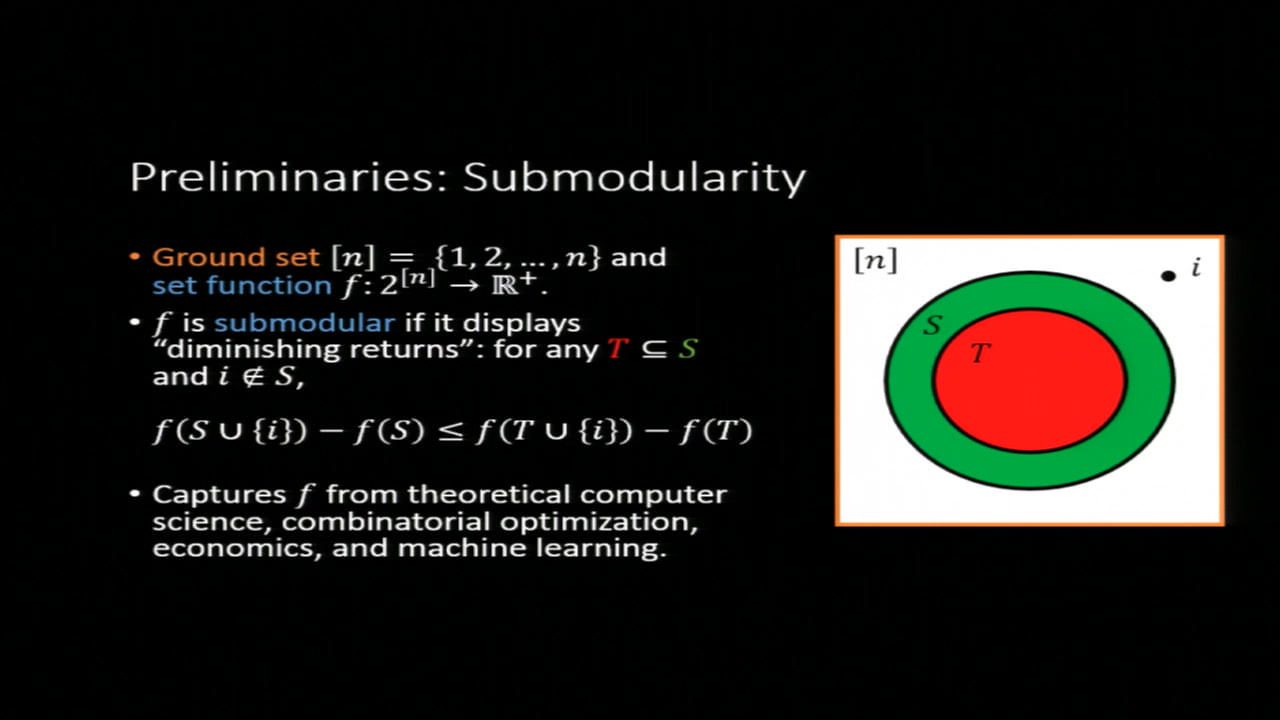 Preliminaries: Submodularity
• Ground set [n] = {1, 2, …, n} and
set function f: 2^[n] → ℝ⁺.
• f is submodular if it displays
“diminishing returns”: for any T ⊆ S
and i ∉ S,
f(S ∪ {i}) − f(S) ≤ f(T ∪ {i}) − f(T)
• Captures f from theoretical computer
science, combinatorial optimization,
economics, and machine learning.
[n]
i
S
T